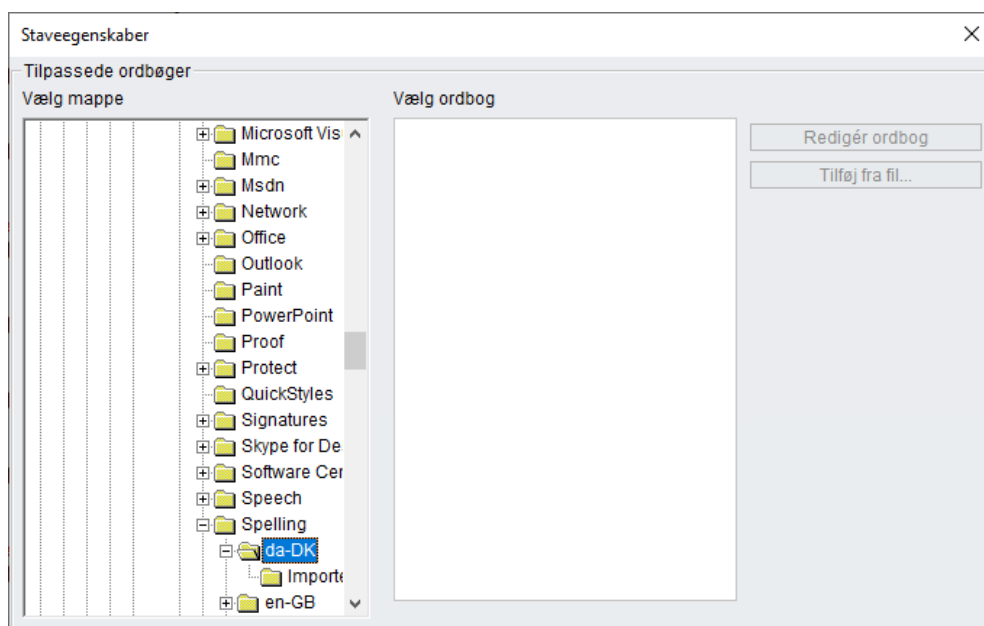 Staveegenskaber
Tilpassede ordbøger
Vælg mappe
Microsoft Vis
Mmc
Msdn
Network
Office
Outlook
Paint
PowerPoint
Proof
Protect
QuickStyles
Signatures
Skype for De
Software Cer
Speech
Spelling
da-DK
Importe
en-GB
Vælg ordbog
Redigér ordbog
Tilføj fra fil...